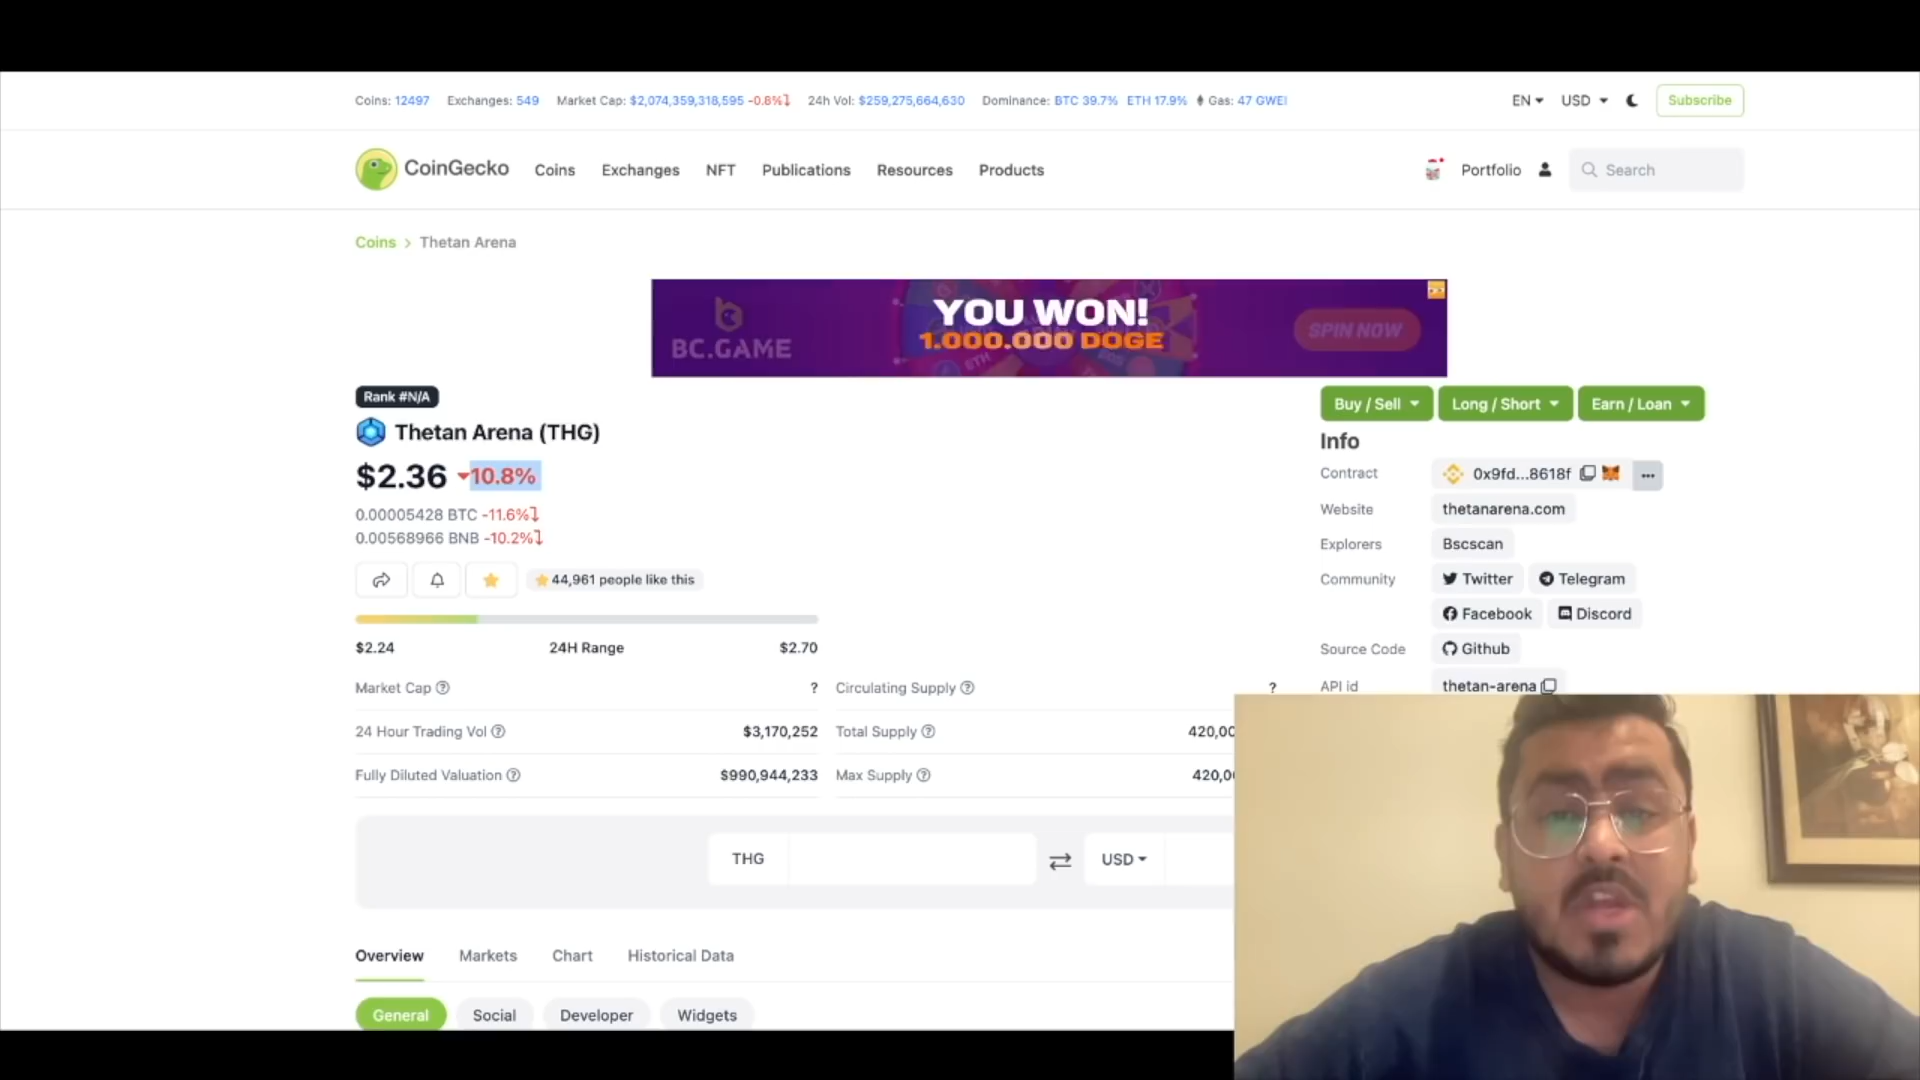 Coins: 12497 Exchanges: 549 Market Cap: $2,074,359,318,595 -0.8% 24h Vol: $259,275,664,630 Dominance: BTC 39.7% ETH 17.9% Gas: 47 GWEI EN USD Subscribe
CoinGecko Coins Exchanges NFT Publications Resources Products Portfolio Search
Coins > Thetan Arena
BC.GAME
YOU WON!
1.000.000 DOGE
SPIN NOW
Rank #N/A
Thetan Arena (THG)
$2.36 10.8%
0.00005428 BTC -11.6%
0.00568966 BNB -10.2%
44,961 people like this
$2.24 24H Range $2.70
Market Cap ? Circulating Supply ?
24 Hour Trading Vol $3,170,252 Total Supply 420,00
Fully Diluted Valuation $990,944,233 Max Supply 420,0
THG USD
Overview Markets Chart Historical Data
General Social Developer Widgets
Buy / Sell Long / Short Earn / Loan
Info
Contract 0x9fd...8618f ...
Website thetanarena.com
Explorers Bscscan
Community Twitter Telegram
Facebook Discord
Source Code Github
API id thetan-arena